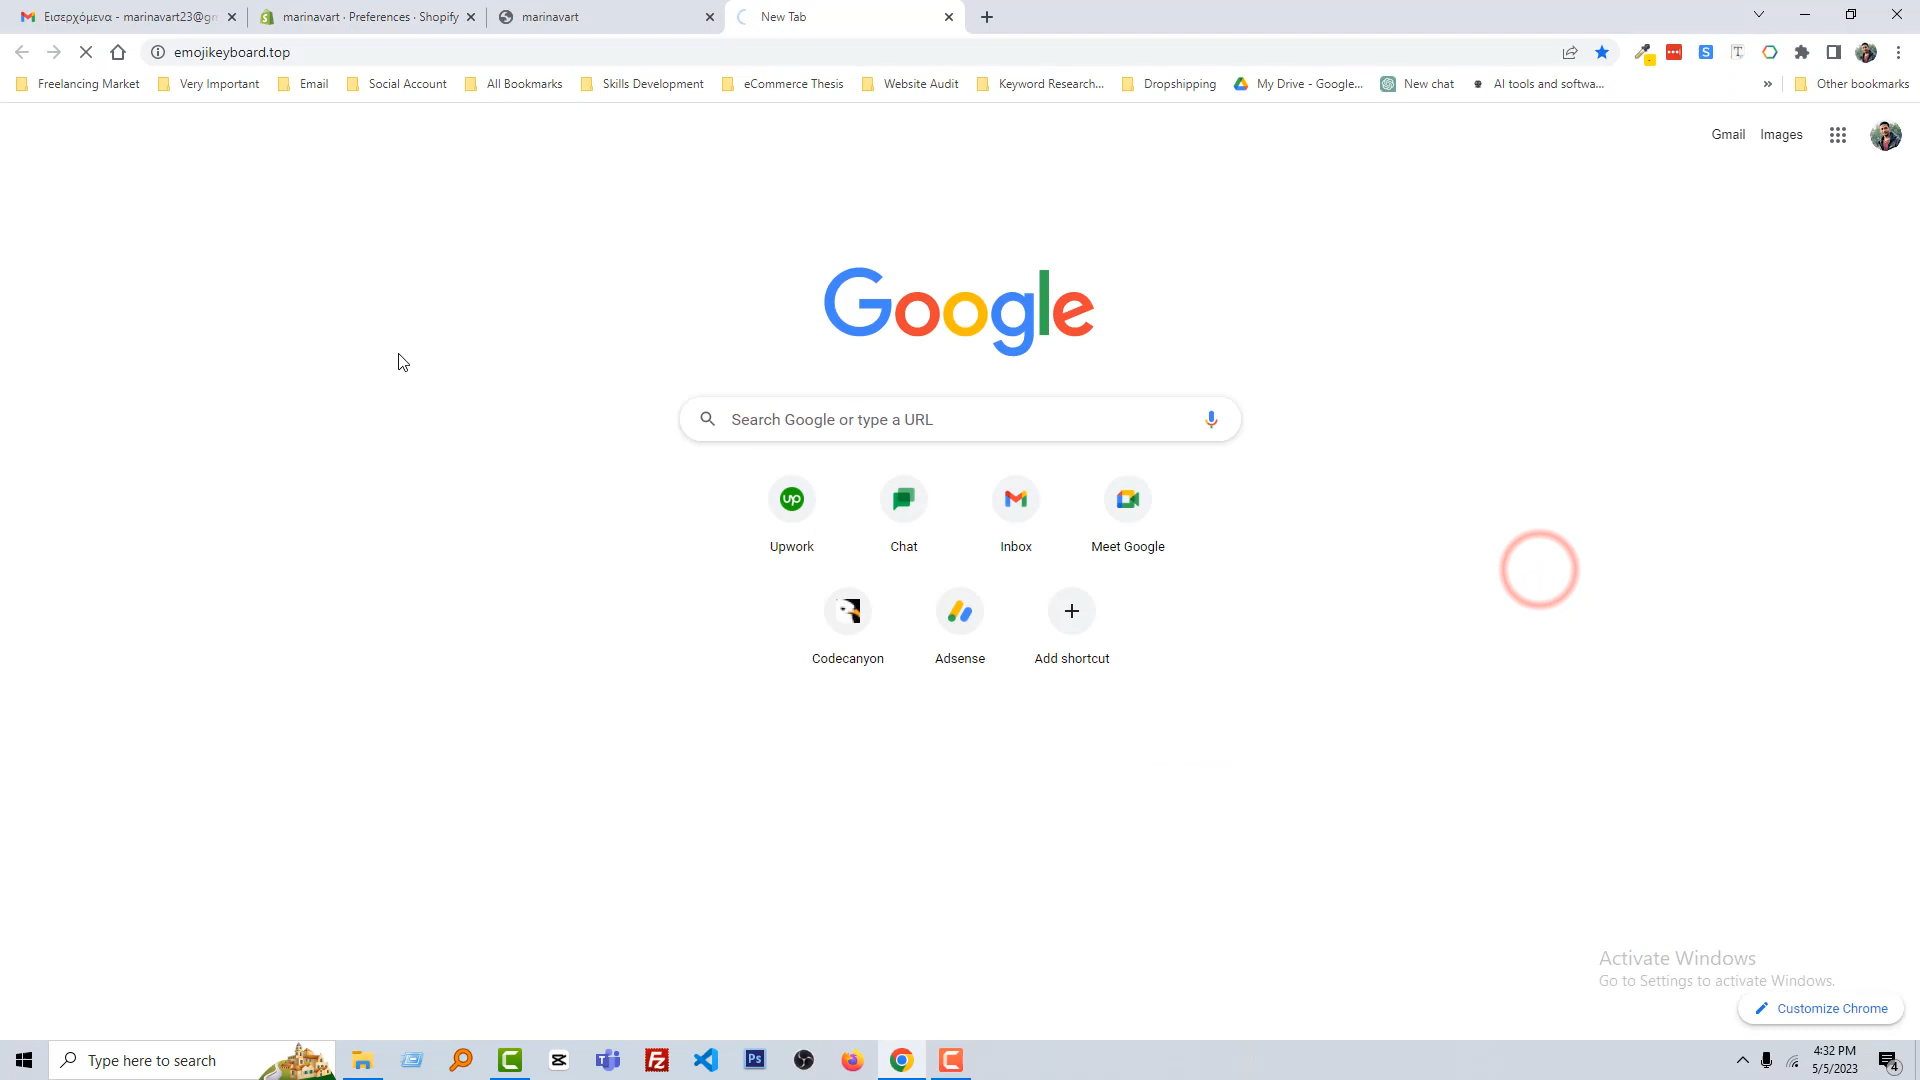 Εισερχόμενα - marinavart23@gr
marinavart · Preferences · Shopify
marinavart
New Tab
emojikeyboard.top
Freelancing Market
Very Important
Email
Social Account
All Bookmarks
Skills Development
eCommerce Thesis
Website Audit
Keyword Research...
Dropshipping
My Drive - Google...
New chat
AI tools and softwa...
»
Other bookmarks
Gmail
Images
Google
Search Google or type a URL
up
Upwork
Chat
Inbox
Meet Google
Codecanyon
Adsense
Add shortcut
Activate Windows
Go to Settings to activate Windows.
Customize Chrome
Type here to search
Ps
4:32 PM
5/5/2023
4